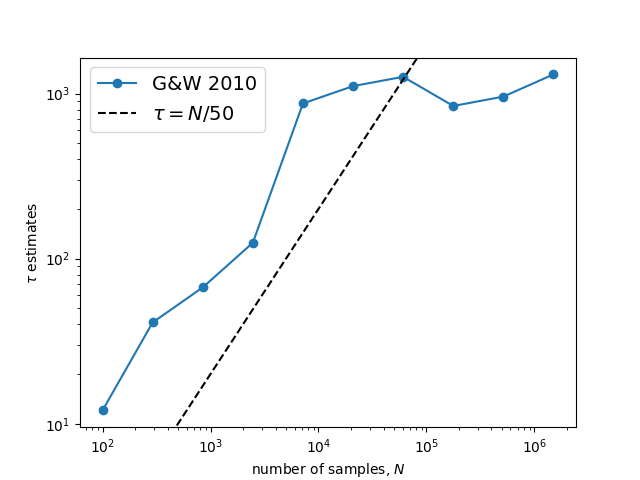 G&W 2010
τ = N/50
10³
10²
10¹
τ estimates
10² 10³ 10⁴ 10⁵ 10⁶
number of samples, N